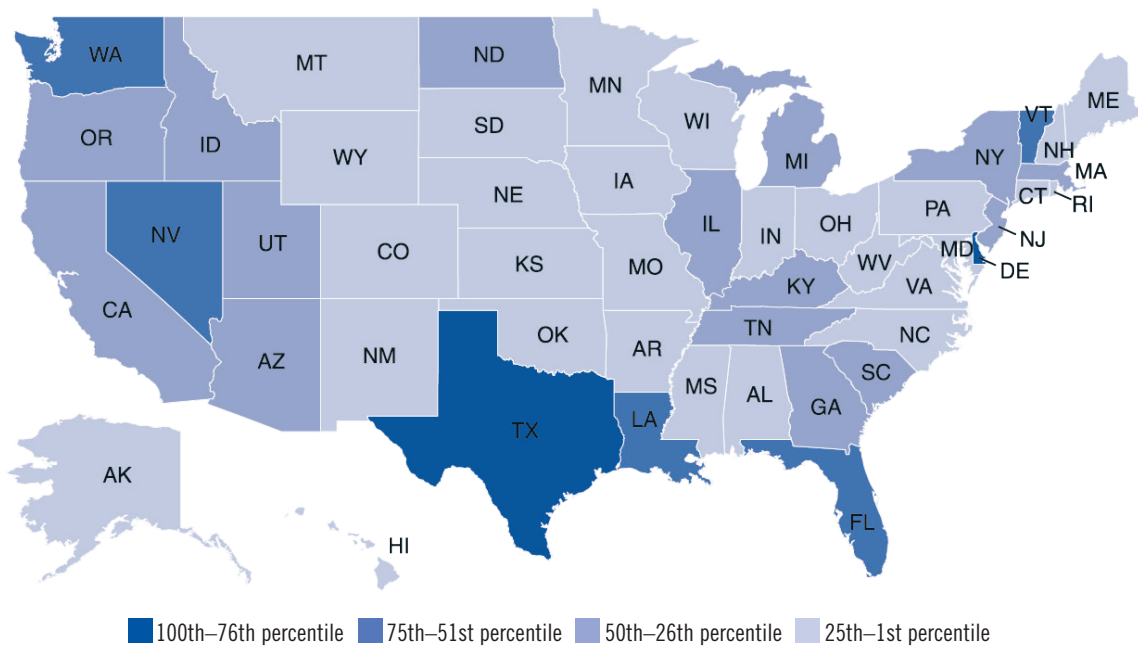 WA
MT
ND
MN
ME
VT
OR
ID
SD
WI
NH
WY
MI
NY
MA
NE
IA
CT
RI
PA
NV
UT
IL
IN
OH
NJ
CO
MD
DE
KS
MO
WV
KY
VA
CA
TN
NC
OK
AZ
NM
AR
SC
MS
AL
GA
LA
TX
AK
FL
HI
100th–76th percentile 75th–51st percentile 50th–26th percentile 25th–1st percentile